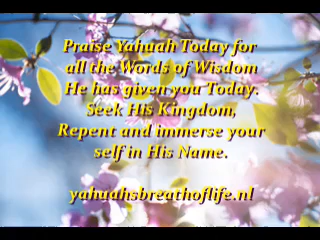 Praise Yahuah Today for
all the Words of Wisdom
He has given you Today.
Seek His Kingdom,
Repent and immerse your
self in His Name.
yahuahsbreathoflife.nl